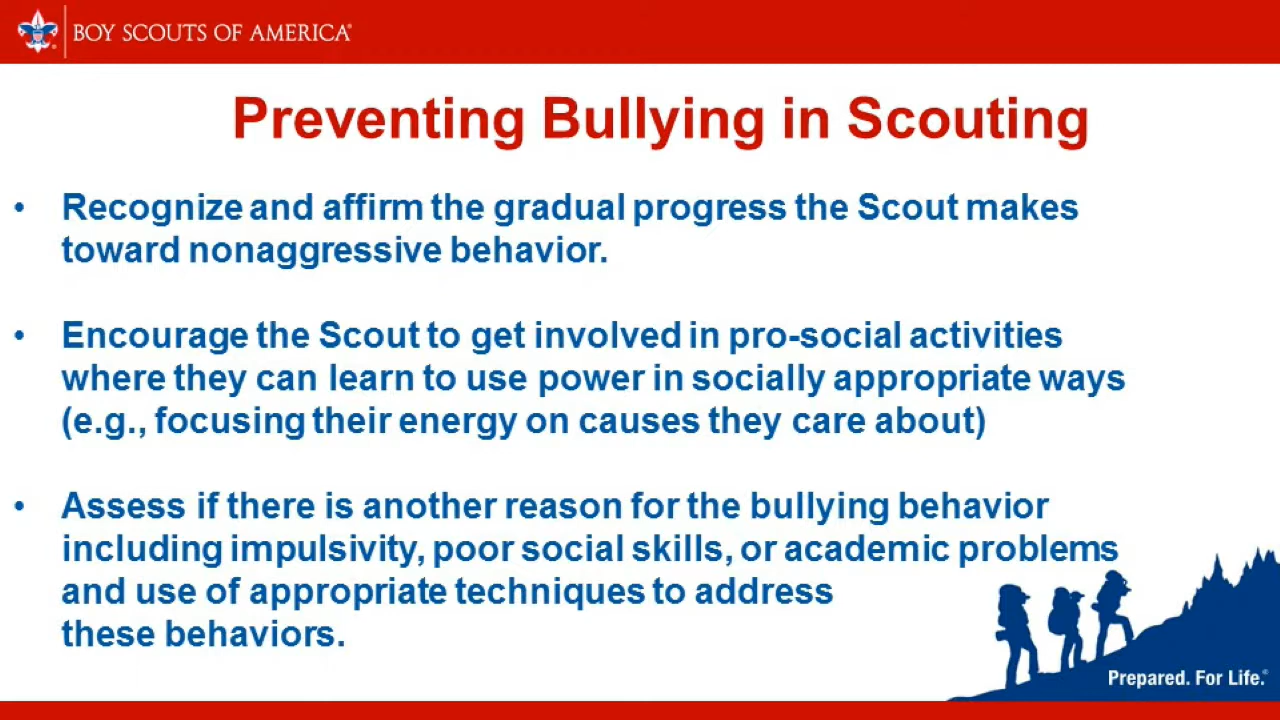 BOY SCOUTS OF AMERICA®
Preventing Bullying in Scouting
• Recognize and affirm the gradual progress the Scout makes
toward nonaggressive behavior.
• Encourage the Scout to get involved in pro-social activities
where they can learn to use power in socially appropriate ways
(e.g., focusing their energy on causes they care about)
• Assess if there is another reason for the bullying behavior
including impulsivity, poor social skills, or academic problems
and use of appropriate techniques to address
these behaviors.
Prepared. For Life.®